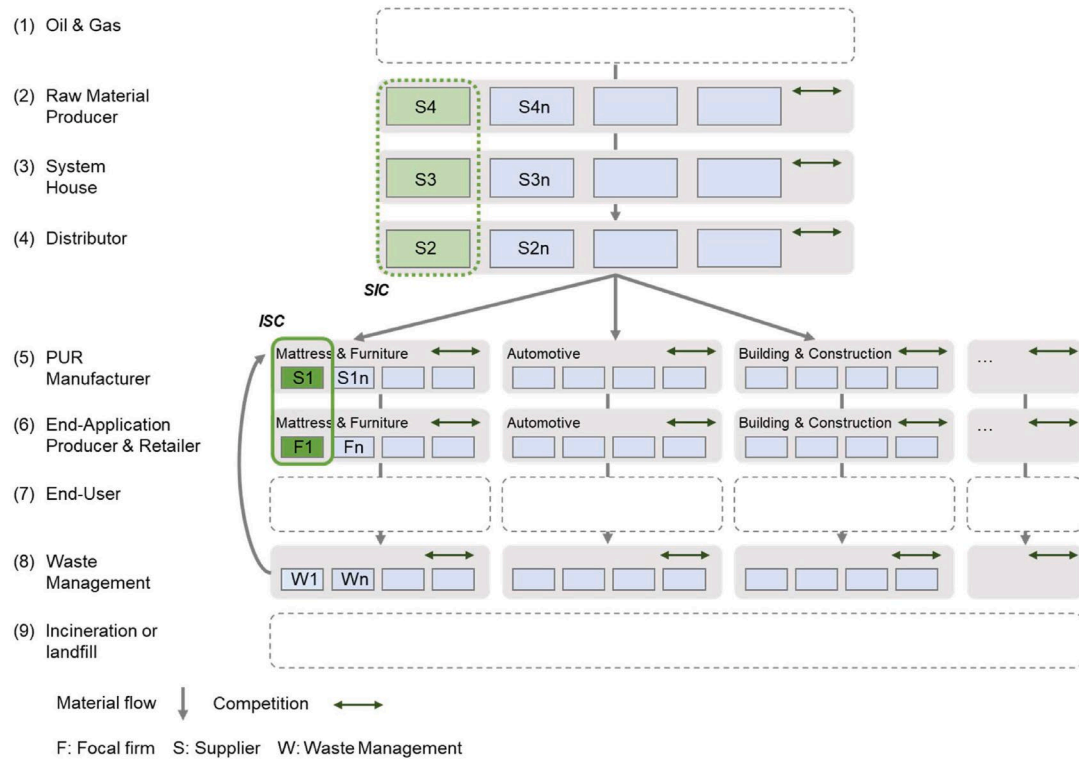 (1) Oil & Gas
(2) Raw Material
Producer
S4 S4n
(3) System
House
S3 S3n
(4) Distributor
S2 S2n
SIC
ISC
(5) PUR
Manufacturer
Mattress & Furniture Automotive Building & Construction ...
S1 S1n
(6) End-Application
Producer & Retailer
Mattress & Furniture Automotive Building & Construction ...
F1 Fn
(7) End-User
(8) Waste
Management
W1 Wn
(9) Incineration or
landfill
Material flow Competition
F: Focal firm S: Supplier W: Waste Management